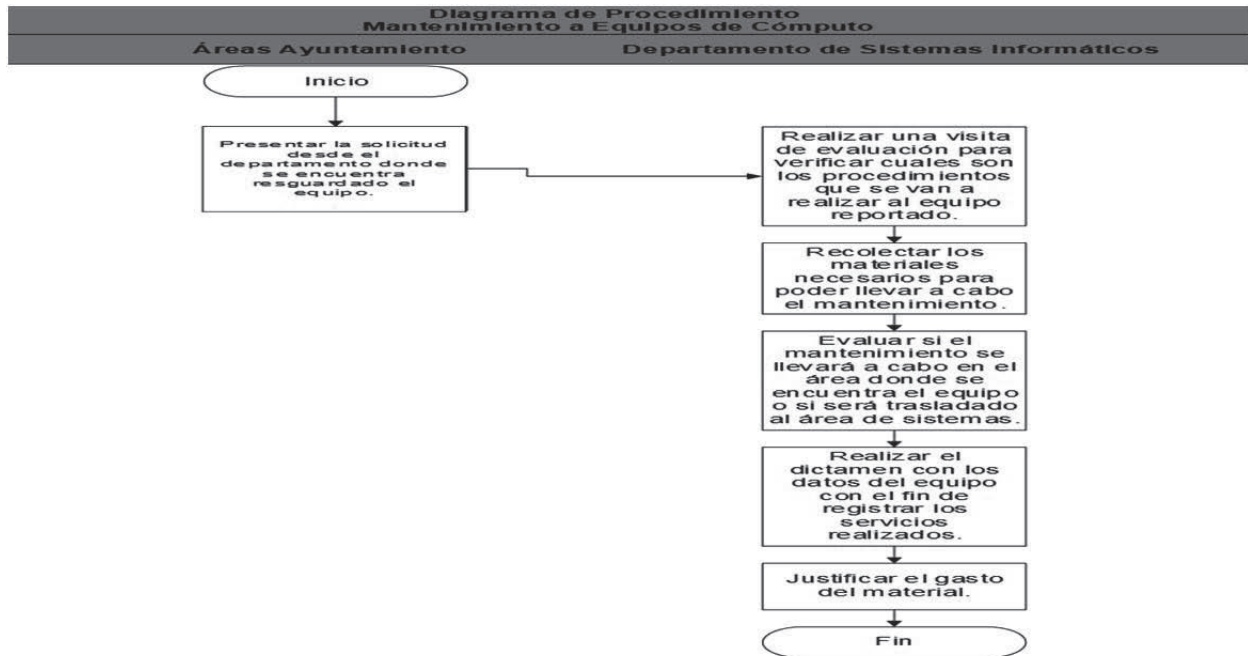 Diagrama de Procedimiento
Mantenimiento a Equipos de Cómputo
Áreas Ayuntamiento
Departamento de Sistemas Informáticos
Inicio
Presentar la solicitud
desde el
departamento donde
se encuentra
resguardado el
equipo.
Realizar una visita
de evaluación para
verificar cuales son
los procedimientos
que se van a
realizar al equipo
reportado.
Recolectar los
materiales
necesarios para
poder llevar a cabo
el mantenimiento.
Evaluar si el
mantenimiento se
llevará a cabo en el
área donde se
encuentra el equipo
o si será trasladado
al área de sistemas.
Realizar el
dictamen con los
datos del equipo
con el fin de
registrar los
servicios
realizados.
Justificar el gasto
del material.
Fin